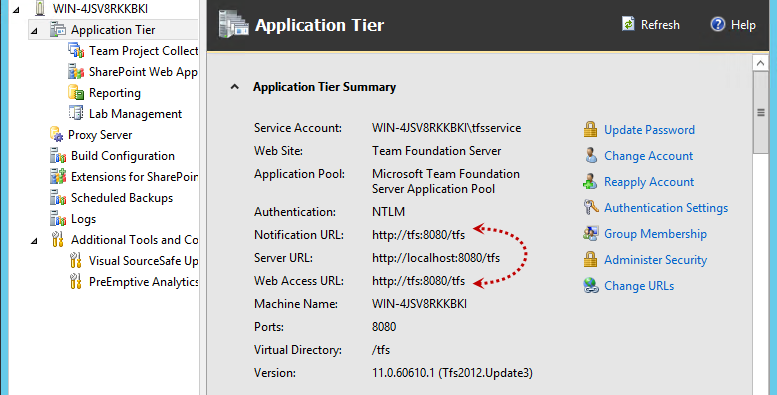 WIN-4JSV8RKKBKI
Application Tier
Team Project Collect
SharePoint Web App
Reporting
Lab Management
Proxy Server
Build Configuration
Extensions for SharePoin
Scheduled Backups
Logs
Additional Tools and Co
Visual SourceSafe Up
PreEmptive Analytics
Application Tier
Refresh
Help
Application Tier Summary
Service Account: WIN-4JSV8RKKBKI\tfsservice
Web Site: Team Foundation Server
Application Pool: Microsoft Team Foundation
Server Application Pool
Authentication: NTLM
Notification URL: http://tfs:8080/tfs
Server URL: http://localhost:8080/tfs
Web Access URL: http://tfs:8080/tfs
Machine Name: WIN-4JSV8RKKBKI
Ports: 8080
Virtual Directory: /tfs
Version: 11.0.60610.1 (Tfs2012.Update3)
Update Password
Change Account
Reapply Account
Authentication Settings
Group Membership
Administer Security
Change URLs